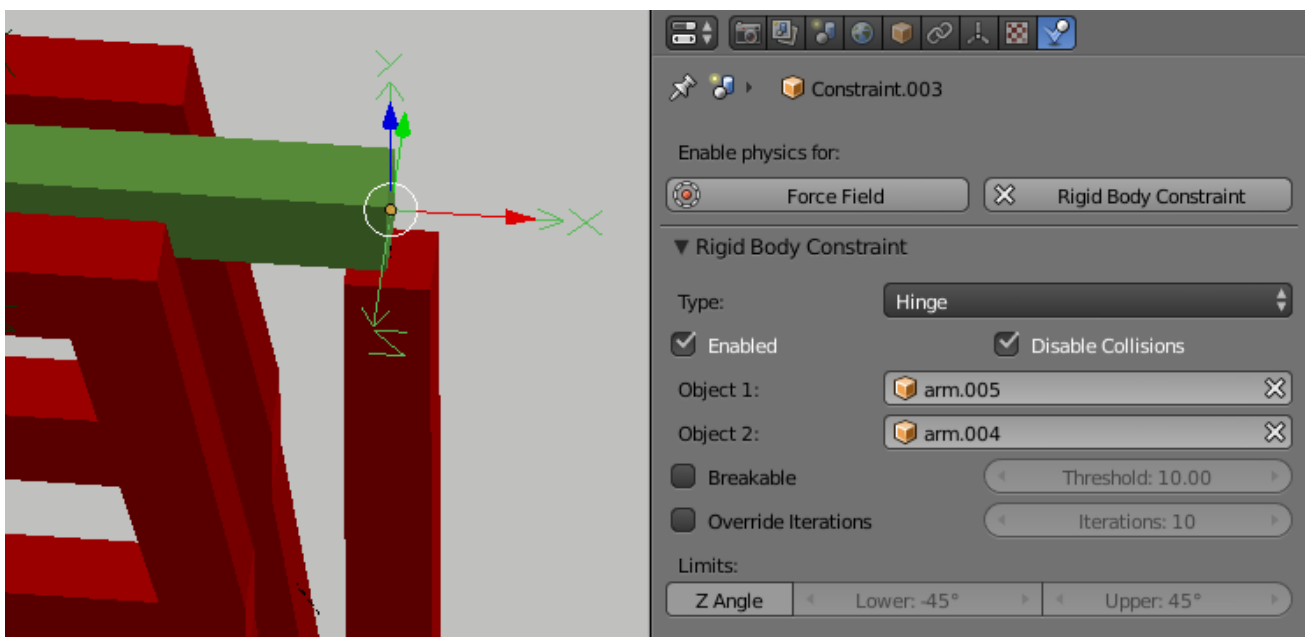 Y
X
Z
Constraint.003
Enable physics for:
Force Field Rigid Body Constraint
Rigid Body Constraint
Type: Hinge
Enabled Disable Collisions
Object 1: arm.005
Object 2: arm.004
Breakable Threshold: 10.00
Override Iterations Iterations: 10
Limits:
Z Angle Lower: -45° Upper: 45°